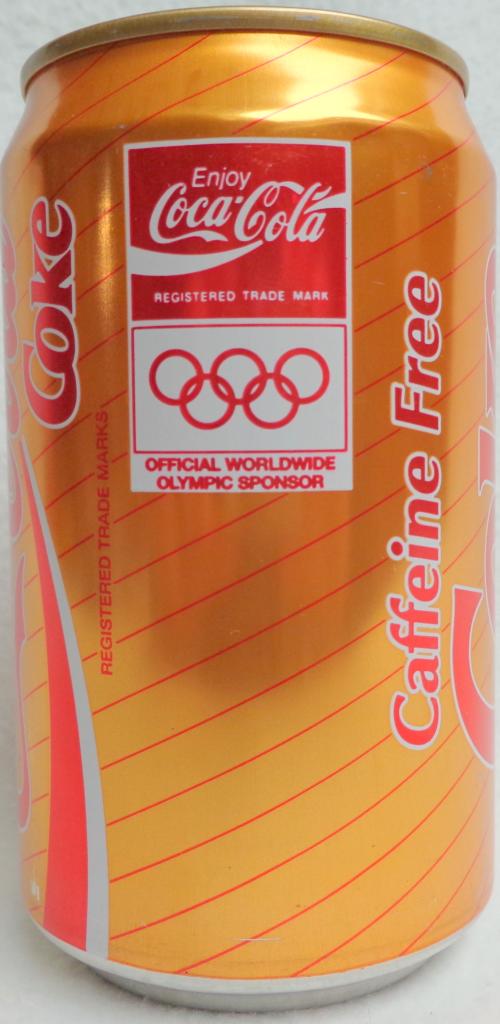 Enjoy
Coca-Cola
REGISTERED TRADE MARK
OFFICIAL WORLDWIDE
OLYMPIC SPONSOR
Coke
REGISTERED TRADE MARKS
Caffeine Free